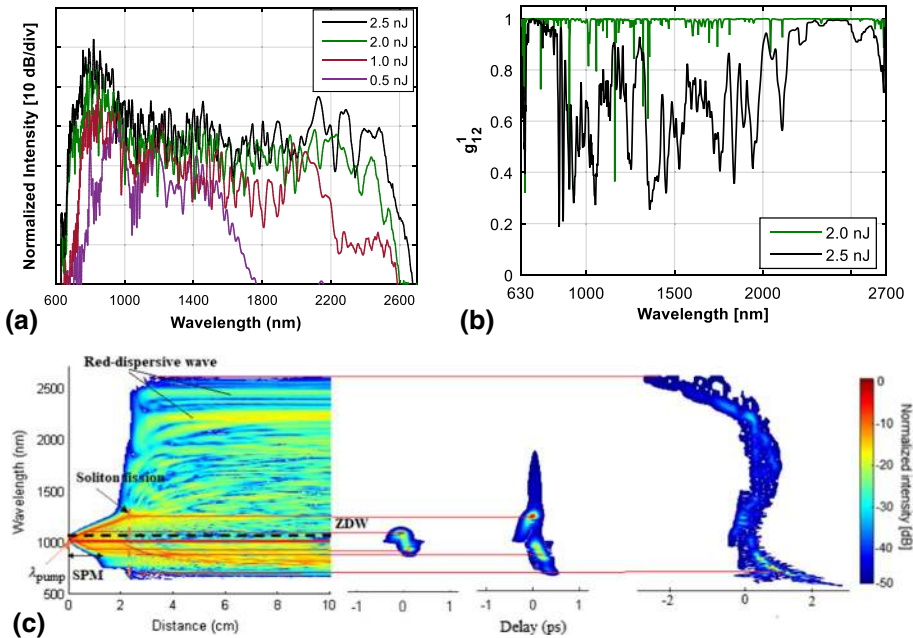 2.5 nJ
2.0 nJ
1.0 nJ
0.5 nJ
Normalized Intensity [10 dB/div]
600 1000 1400 1800 2200 2600
Wavelength (nm)
(a)
1
0.8
0.6
0.4
0.2
0
g12
2.0 nJ
2.5 nJ
630 1000 1500 2000 2700
Wavelength [nm]
(b)
Red-dispersive wave
2500
2000
1500
1000
500
Wavelength (nm)
Soliton fission
ZDW
λpump
SPM
0 2 4 6 8 10
Distance (cm)
-1 0 1
-1 0 1
-2 0 2
Delay (ps)
0
-10
-20
-30
-40
-50
Normalized intensity [dB]
(c)